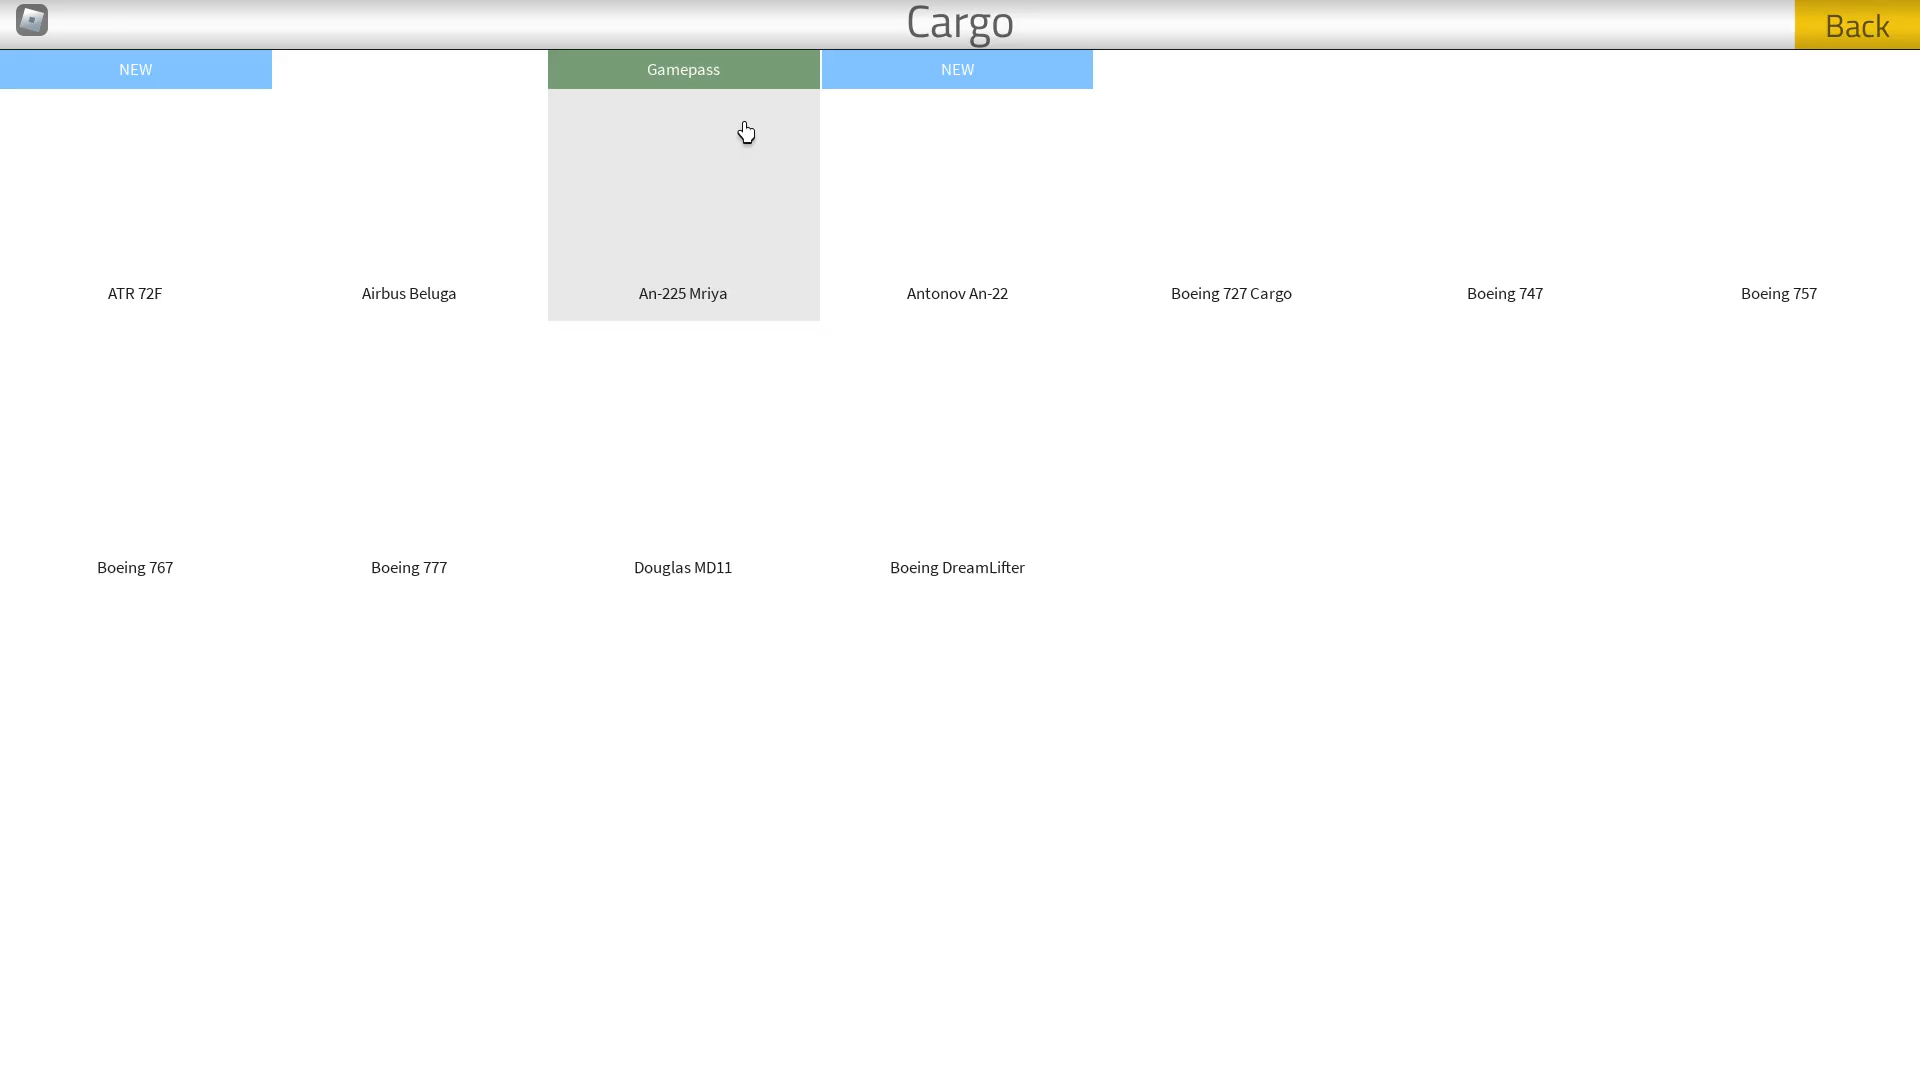 Cargo
Back
NEW
Gamepass
NEW
ATR 72F
Airbus Beluga
An-225 Mriya
Antonov An-22
Boeing 727 Cargo
Boeing 747
Boeing 757
Boeing 767
Boeing 777
Douglas MD11
Boeing DreamLifter